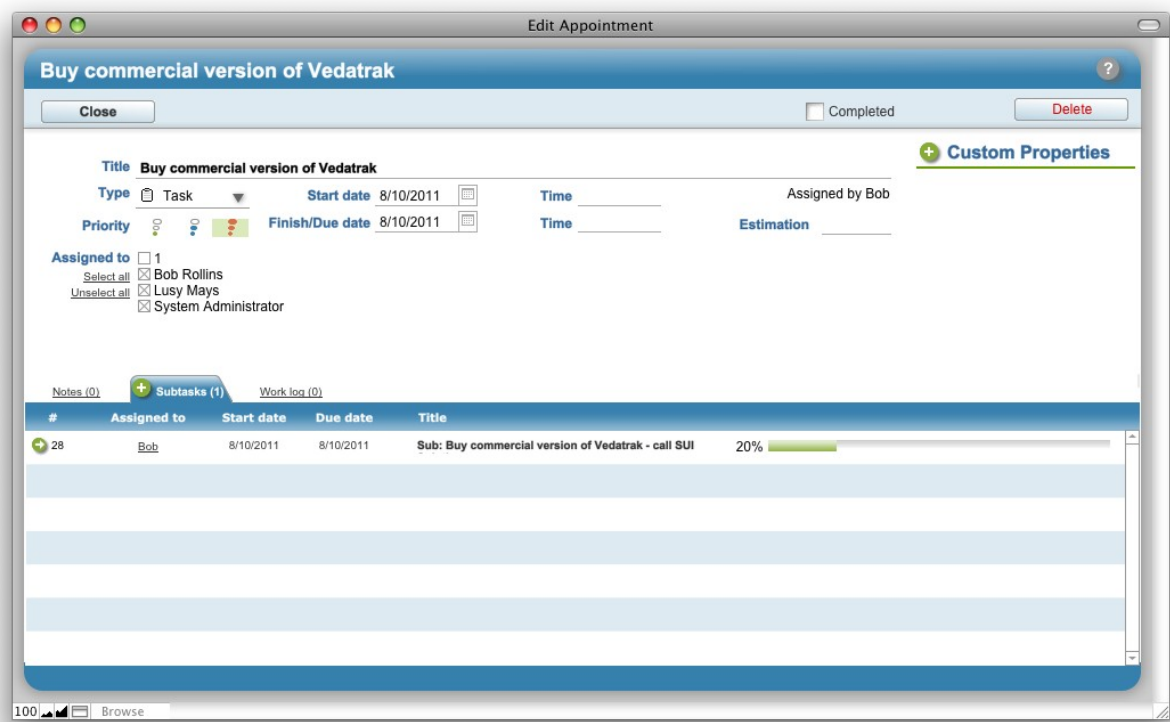 Edit Appointment
Buy commercial version of Vedatrak ?
Close Completed Delete
Custom Properties
Title Buy commercial version of Vedatrak
Type Task Start date 8/10/2011 Time Assigned by Bob
Priority Finish/Due date 8/10/2011 Time Estimation
Assigned to 1
Select all Bob Rollins
Unselect all Lusy Mays
System Administrator
Notes (0) Subtasks (1) Work log (0)
# Assigned to Start date Due date Title
28 Bob 8/10/2011 8/10/2011 Sub: Buy commercial version of Vedatrak - call SUI 20%
100 Browse